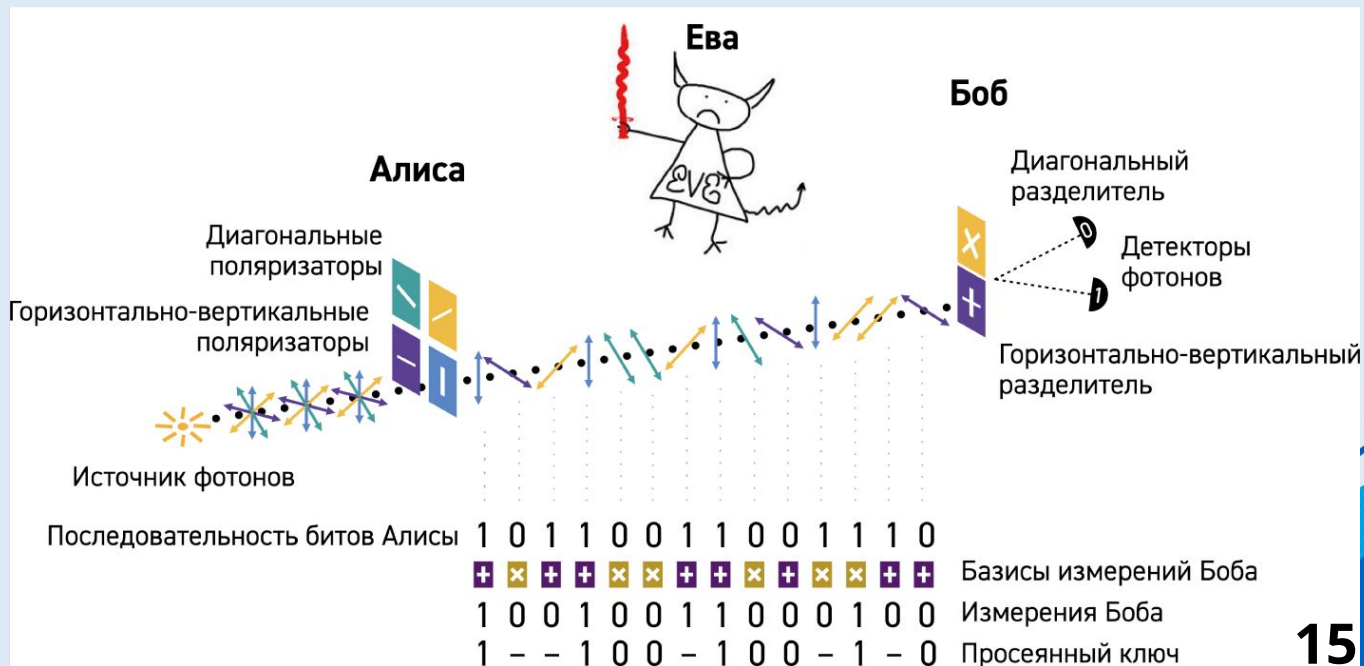 Ева
Боб
Алиса
EVE
Диагональные
поляризаторы
Горизонтально-вертикальные
поляризаторы
Источник фотонов
Диагональный
разделитель
0
1
Детекторы
фотонов
Горизонтально-вертикальный
разделитель
Последовательность битов Алисы 1 0 1 1 0 0 1 1 0 0 1 1 1 0
+ × + + × × + + × + × × + + Базисы измерений Боба
1 0 0 1 0 0 1 1 0 0 0 1 0 0 Измерения Боба
1 – – 1 0 0 – 1 0 0 – 1 – 0 Просеянный ключ
15